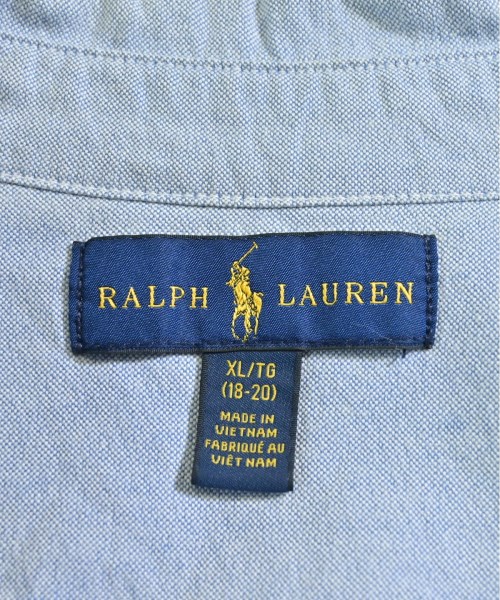 RALPH LAUREN
XL/TG
(18-20)
MADE IN
VIETNAM
FABRIQUÉ AU
VIÊT NAM